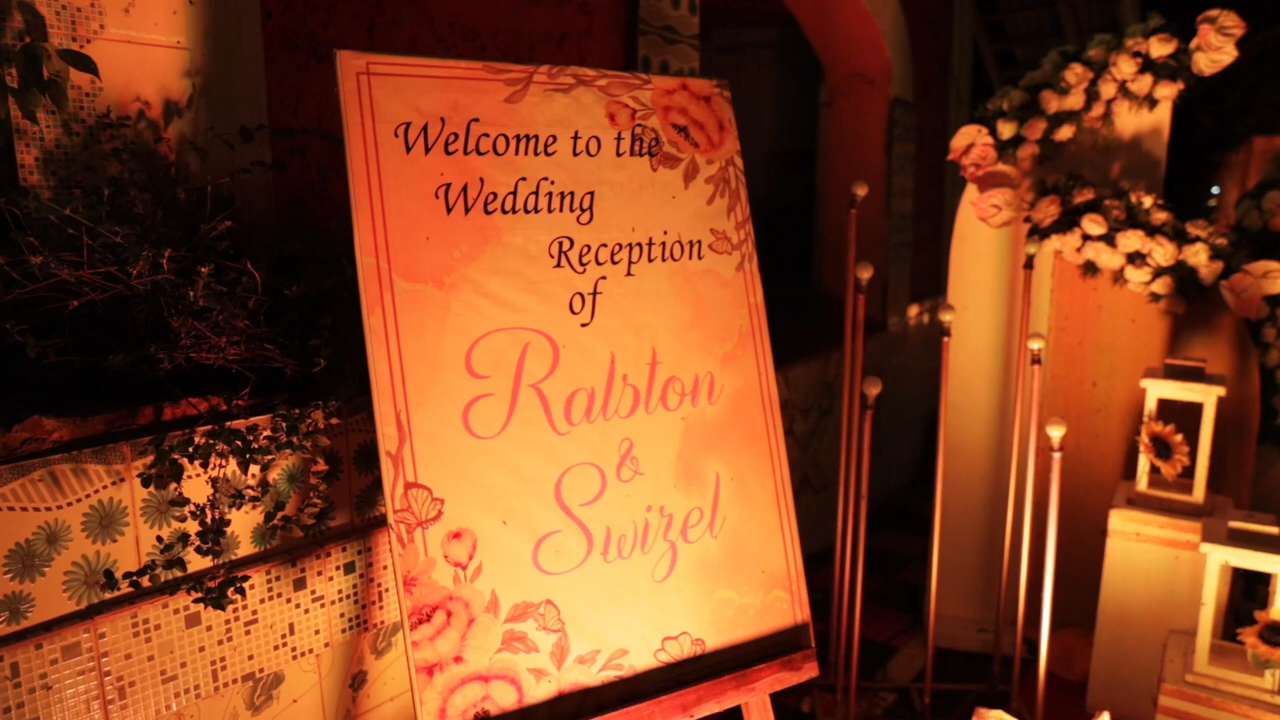 Welcome to the
Wedding
Reception
of
Ralston
&
Swizel